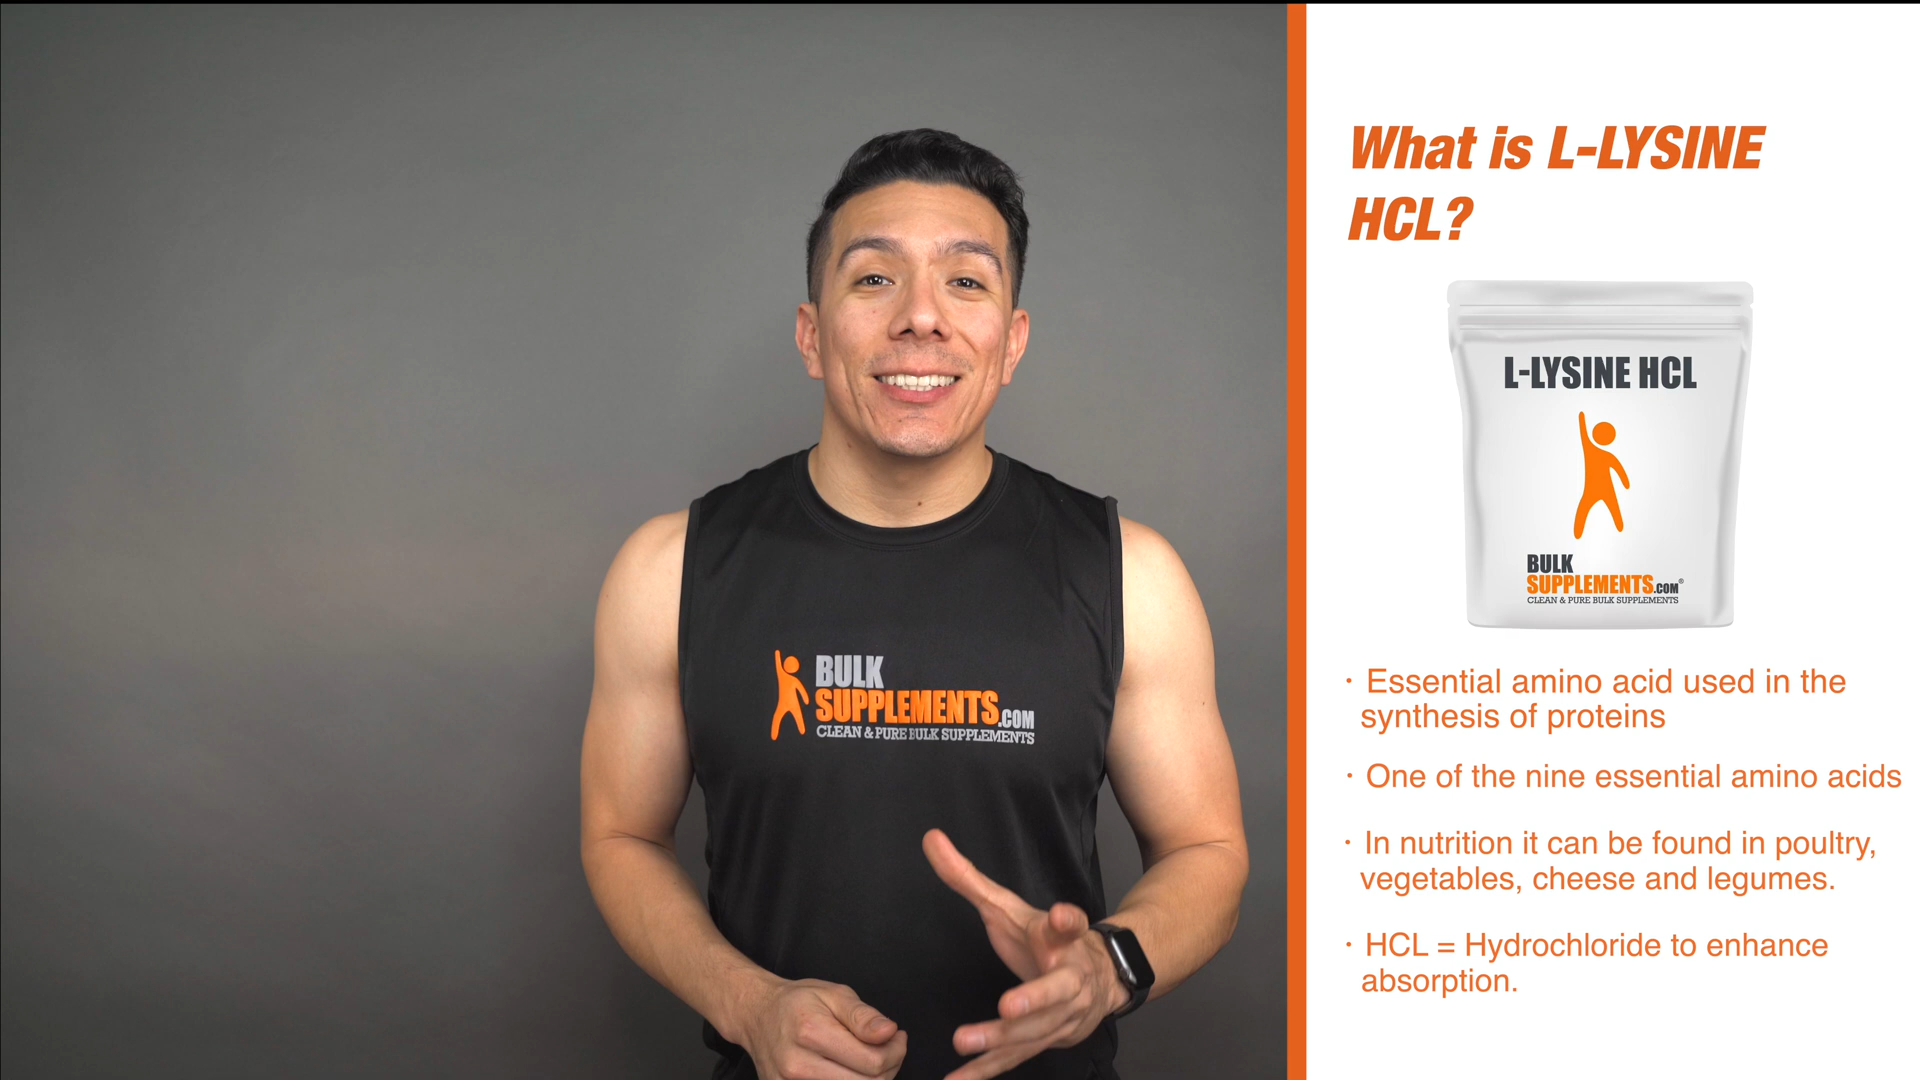 What is L-LYSINE
HCL?
L-LYSINE HCL
BULK
SUPPLEMENTS.COM®
CLEAN & PURE BULK SUPPLEMENTS
· Essential amino acid used in the
synthesis of proteins
· One of the nine essential amino acids
· In nutrition it can be found in poultry,
vegetables, cheese and legumes.
· HCL = Hydrochloride to enhance
absorption.
BULK
SUPPLEMENTS.COM
CLEAN & PURE BULK SUPPLEMENTS